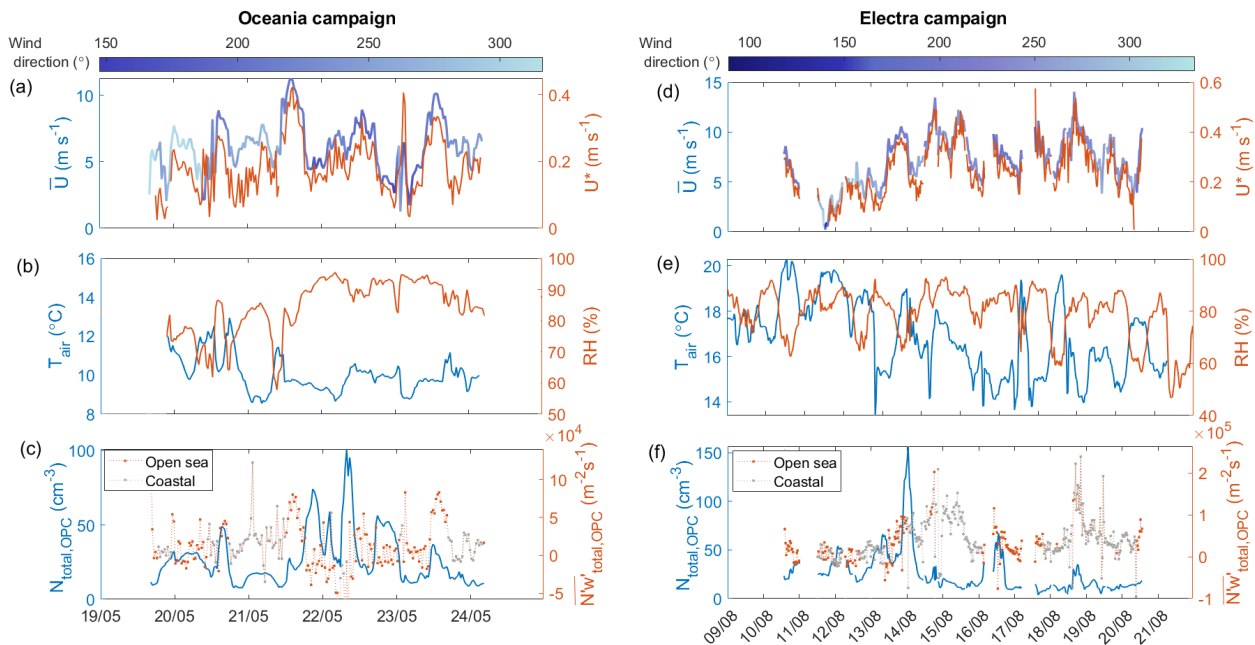 Oceania campaign
Wind direction (°)
150 200 250 300
(a)
10
5
0
U̅ (m s⁻¹)
0.4
0.2
0
U* (m s⁻¹)
(b)
16
14
12
10
8
T_air (°C)
100
90
80
70
60
50
RH (%)
(c)
100
50
0
N_total,OPC (cm⁻³)
Open sea
Coastal
×10⁴
10
5
0
-5
N'w'_total,OPC (m⁻²s⁻¹)
19/05 20/05 21/05 22/05 23/05 24/05
Electra campaign
Wind direction (°)
100 150 200 250 300
(d)
15
10
5
0
U̅ (m s⁻¹)
0.6
0.4
0.2
0
U* (m s⁻¹)
(e)
20
18
16
14
T_air (°C)
100
80
60
40
RH (%)
(f)
150
100
50
0
N_total,OPC (cm⁻³)
Open sea
Coastal
×10⁵
2
1
0
-1
N'w'_total,OPC (m⁻²s⁻¹)
09/08 10/08 11/08 12/08 13/08 14/08 15/08 16/08 17/08 18/08 19/08 20/08 21/08